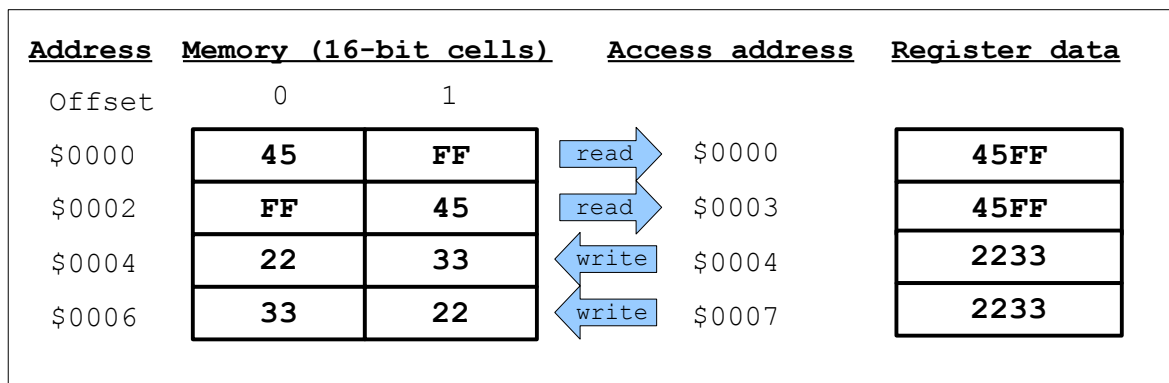 Address Memory (16-bit cells) Access address Register data
Offset 0 1
$0000 45 FF read $0000 45FF
$0002 FF 45 read $0003 45FF
$0004 22 33 write $0004 2233
$0006 33 22 write $0007 2233